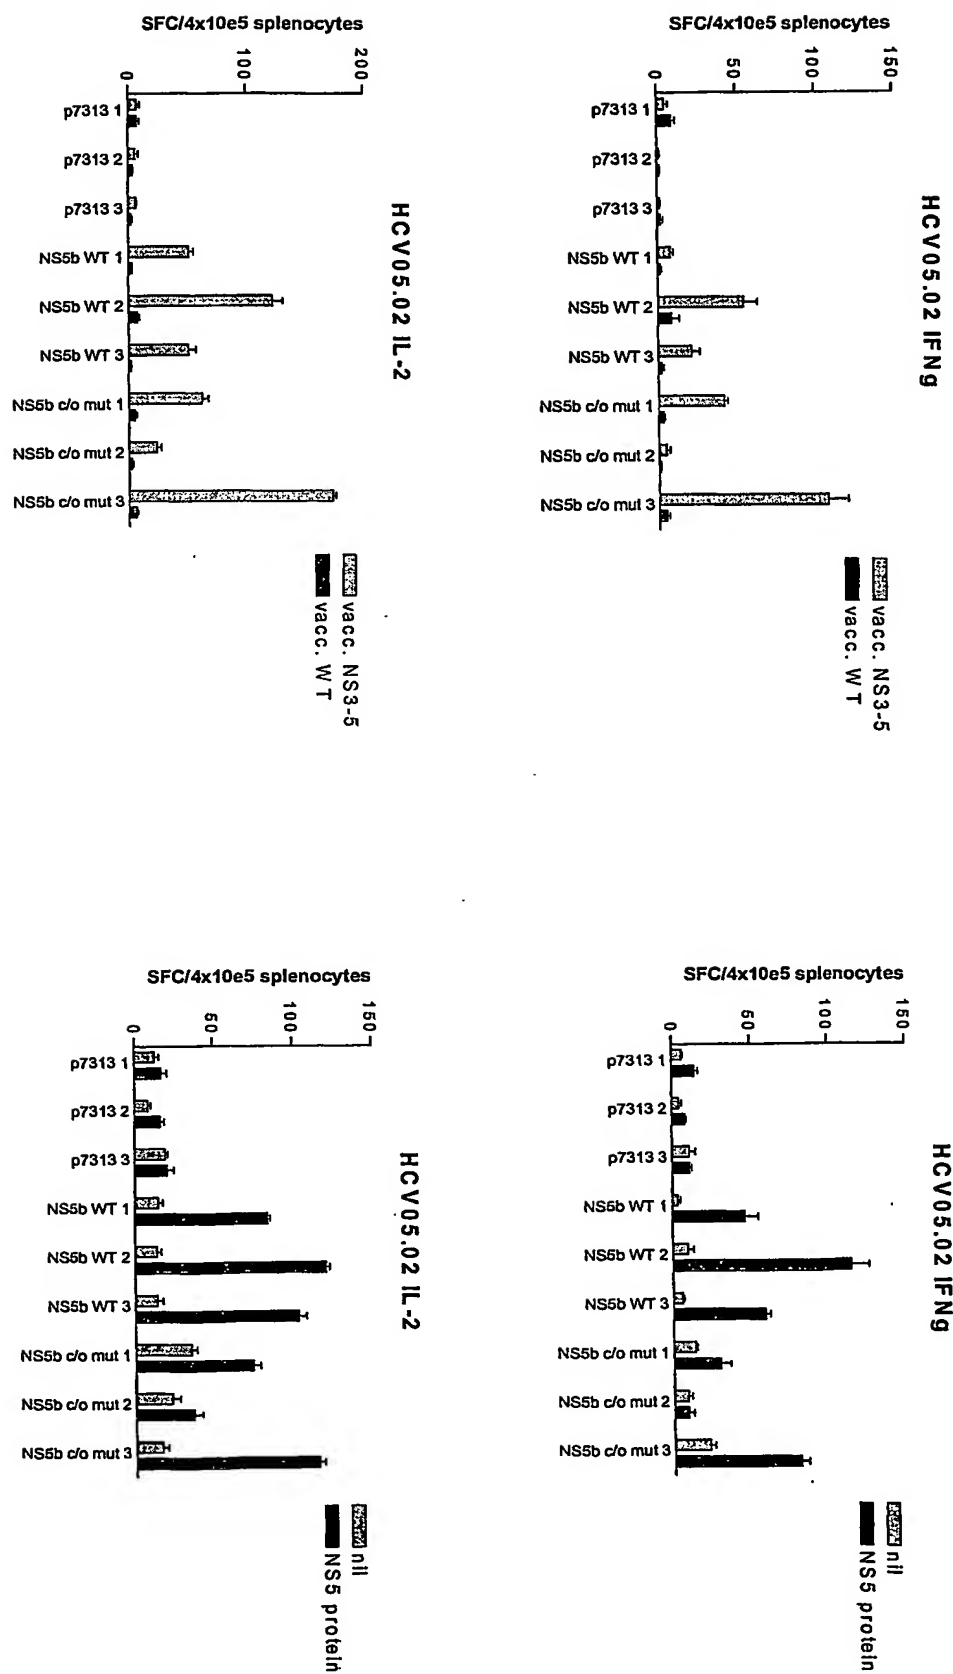 HCV05.02 IFNg
SFC/4x10e5 splenocytes
150
100
50
0
p7313 1
p7313 2
p7313 3
NS5b WT 1
NS5b WT 2
NS5b WT 3
NS5b c/o mut 1
NS5b c/o mut 2
NS5b c/o mut 3
vacc. NS3-5
vacc. WT
HCV05.02 IFNg
SFC/4x10e5 splenocytes
150
100
50
0
p7313 1
p7313 2
p7313 3
NS5b WT 1
NS5b WT 2
NS5b WT 3
NS5b c/o mut 1
NS5b c/o mut 2
NS5b c/o mut 3
nil
NS5 protein
HCV05.02 IL-2
SFC/4x10e5 splenocytes
200
100
0
p7313 1
p7313 2
p7313 3
NS5b WT 1
NS5b WT 2
NS5b WT 3
NS5b c/o mut 1
NS5b c/o mut 2
NS5b c/o mut 3
vacc. NS3-5
vacc. WT
HCV05.02 IL-2
SFC/4x10e5 splenocytes
150
100
50
0
p7313 1
p7313 2
p7313 3
NS5b WT 1
NS5b WT 2
NS5b WT 3
NS5b c/o mut 1
NS5b c/o mut 2
NS5b c/o mut 3
nil
NS5 protein